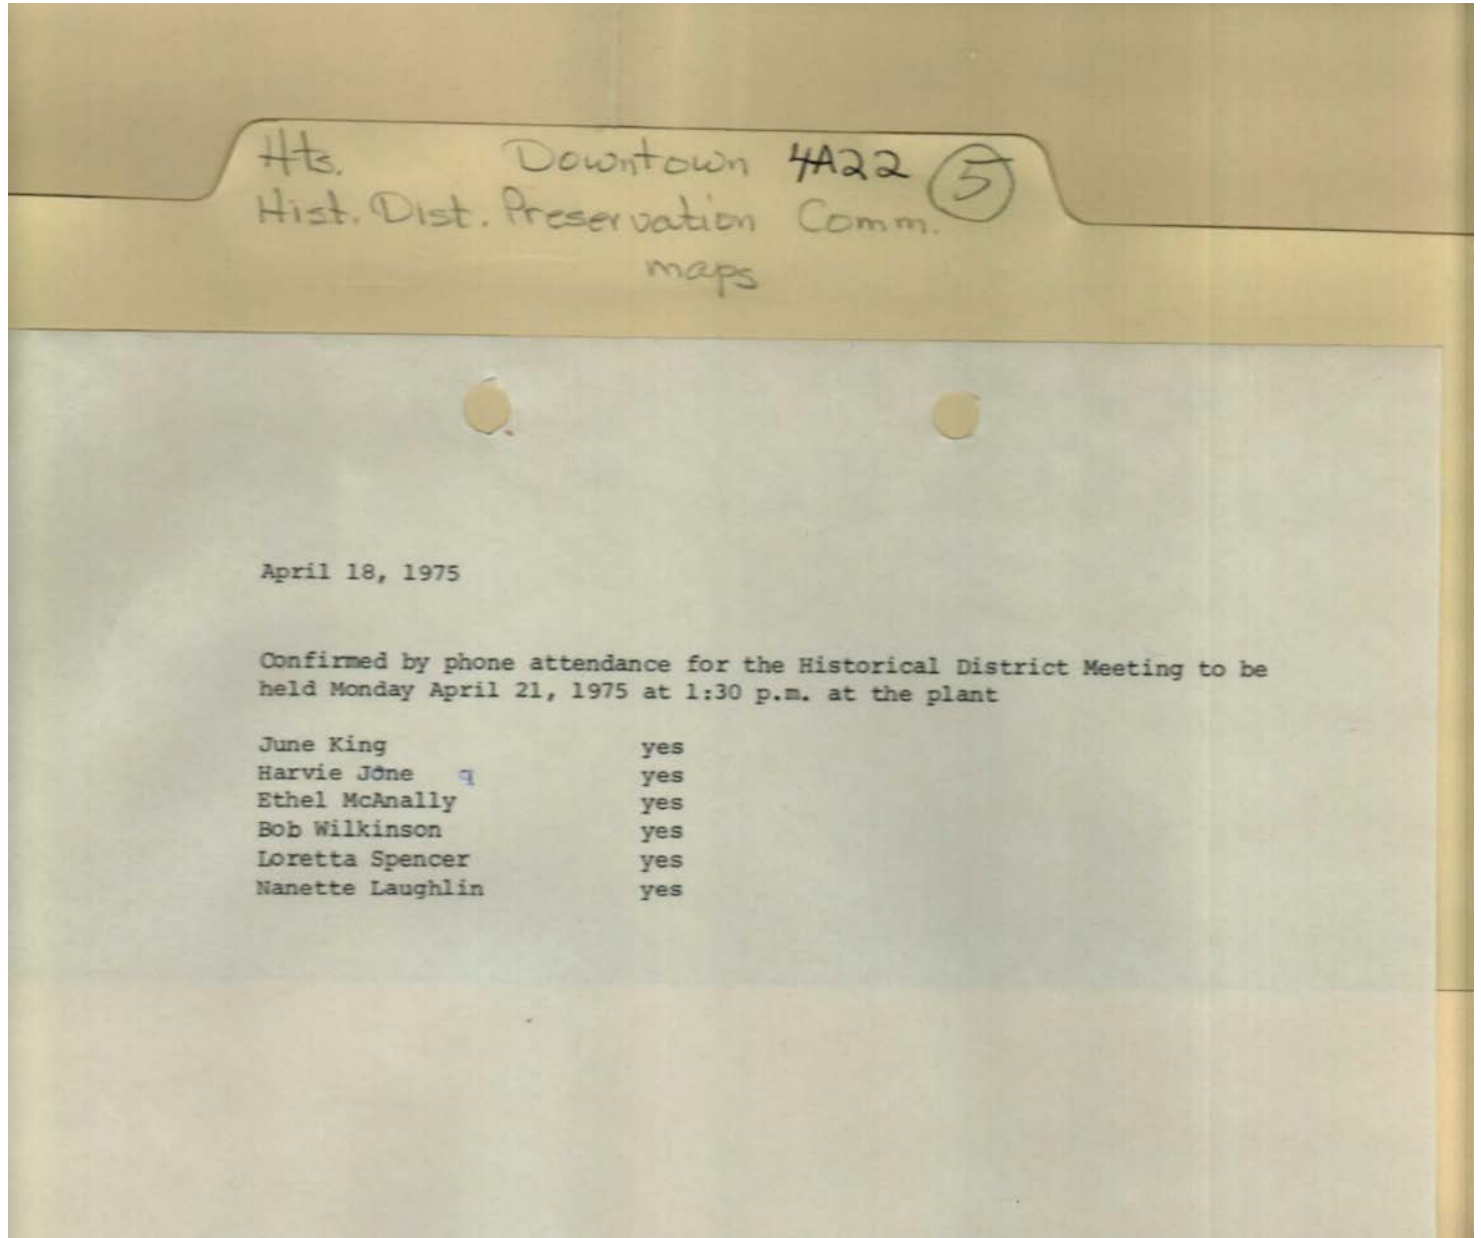 Hts. Downtown 4A22 5
Hist. Dist. Preservation Comm.
maps
April 18, 1975
Confirmed by phone attendance for the Historical District Meeting to be
held Monday April 21, 1975 at 1:30 p.m. at the plant
June King yes
Harvie Jone q yes
Ethel McAnally yes
Bob Wilkinson yes
Loretta Spencer yes
Nanette Laughlin yes